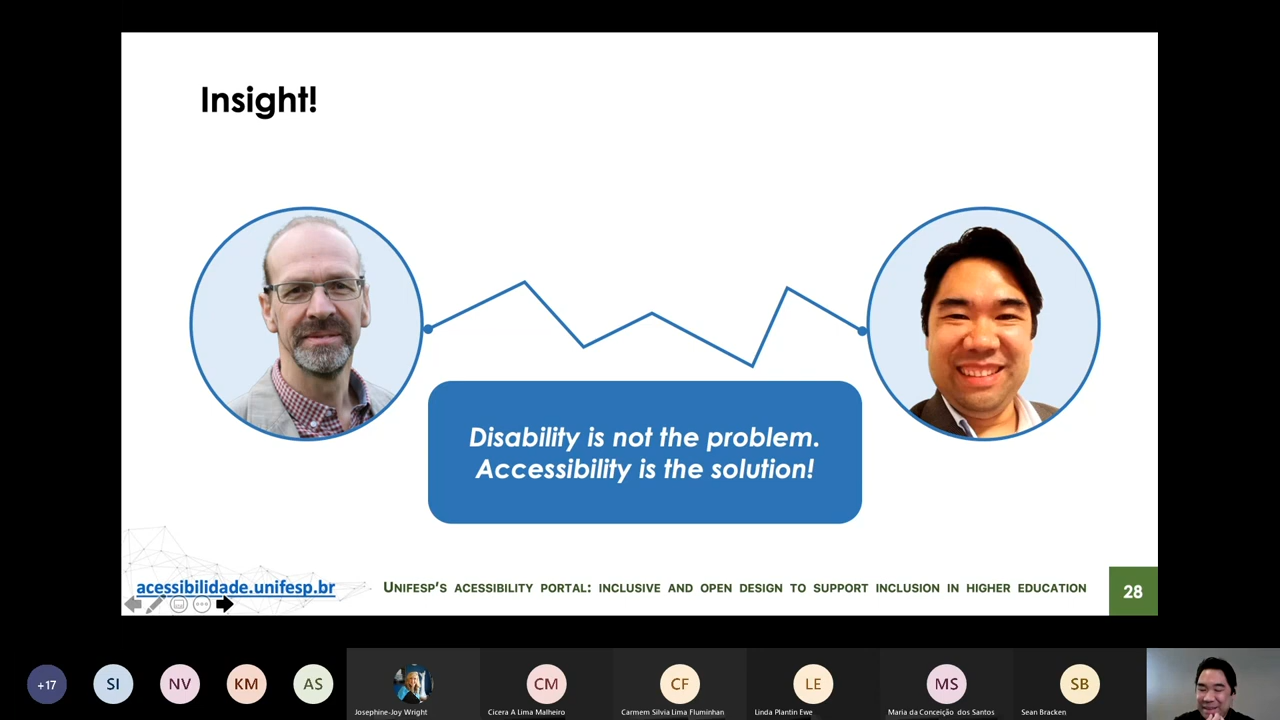 Insight!
Disability is not the problem.
Accessibility is the solution!
acessibilidade.unifesp.br
Unifesp's acessibility portal: inclusive and open design to support inclusion in higher education
28
+17
SI
NV
KM
AS
CM
CF
LE
MS
SB
Josephine-Joy Wright
Cicera A Lima Malheiro
Carmem Silvia Lima Fluminhan
Linda Plantin Ewe
Maria da Conceição dos Santos
Sean Bracken